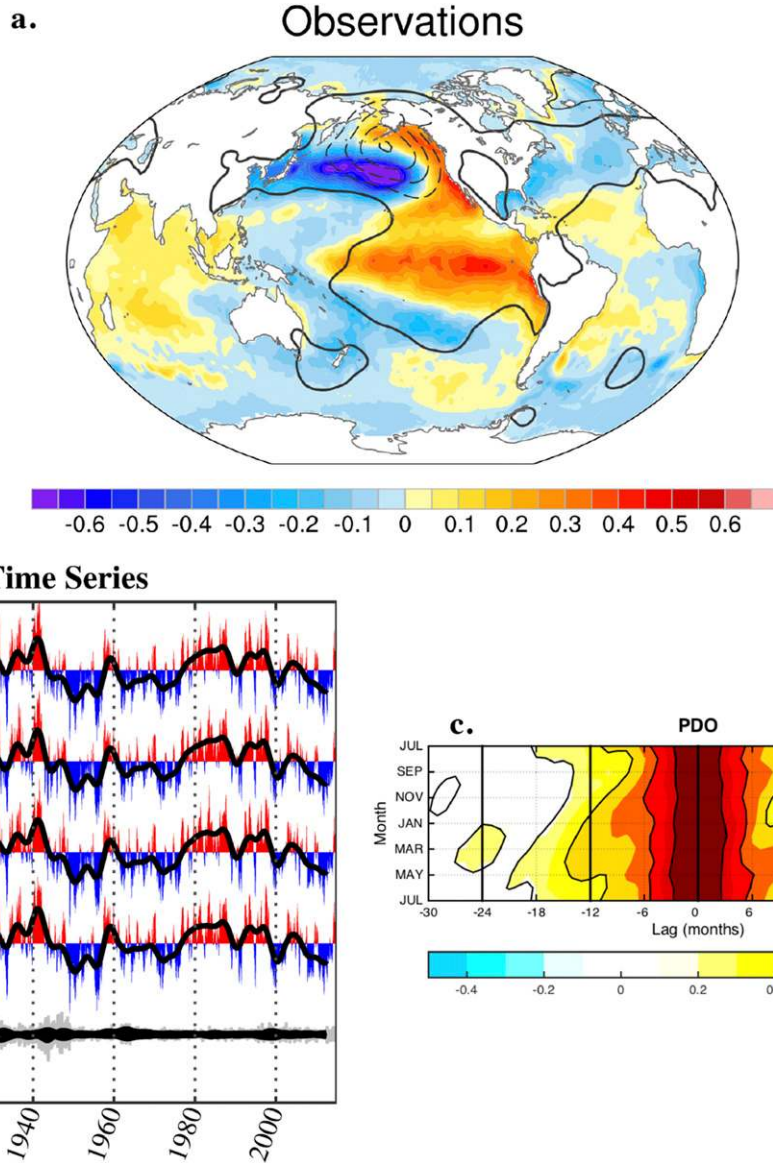 a.
Observations
-0.6 -0.5 -0.4 -0.3 -0.2 -0.1 0 0.1 0.2 0.3 0.4 0.5 0.6
Time Series
1940 1960 1980 2000
c.
PDO
Month
JUL
SEP
NOV
JAN
MAR
MAY
JUL
-30 -24 -18 -12 -6 0 6
Lag (months)
-0.4 -0.2 0 0.2